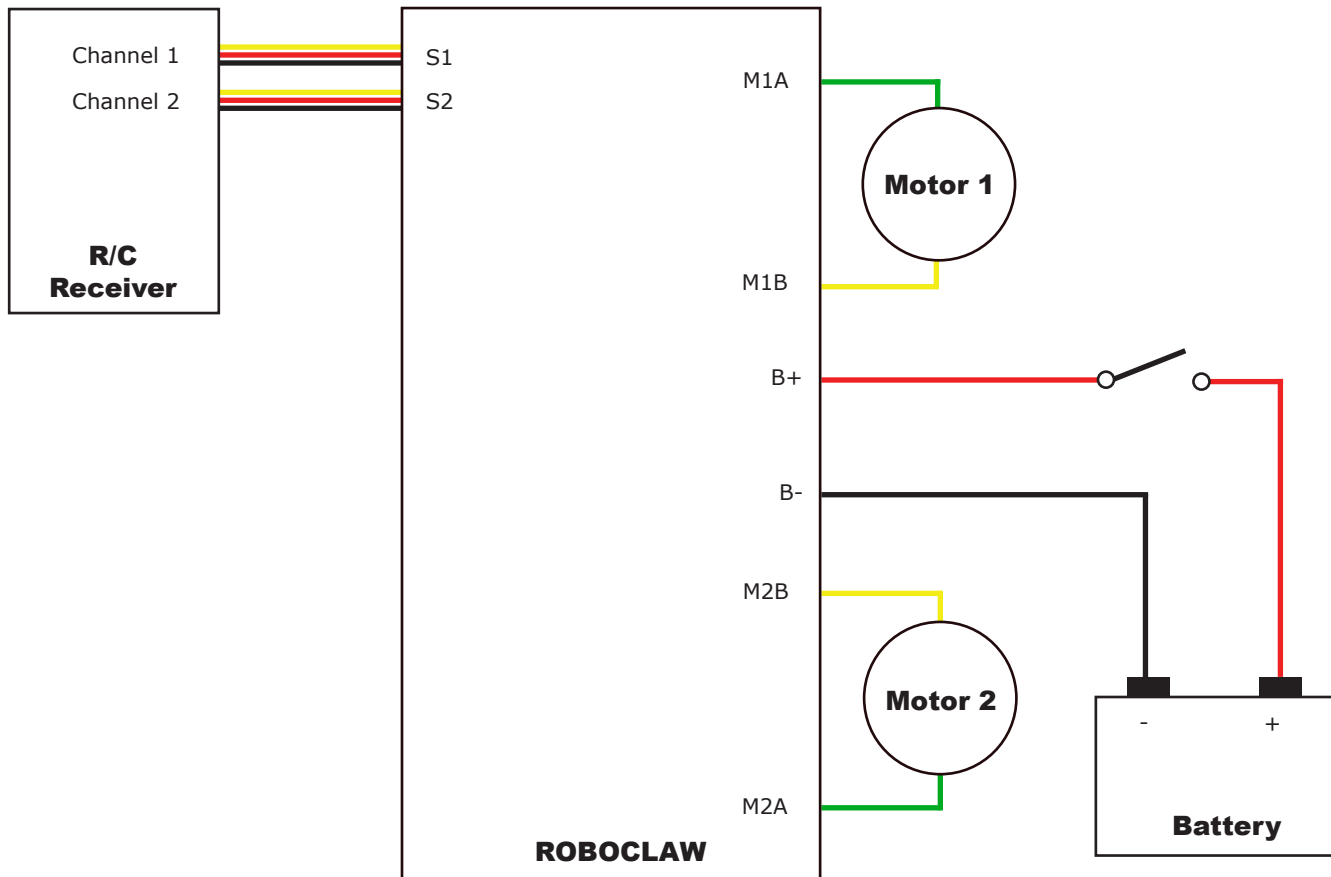 Channel 1
Channel 2
R/C
Receiver
S1
S2
ROBOCLAW
M1A
M1B
B+
B-
M2B
M2A
Motor 1
Motor 2
- +
Battery